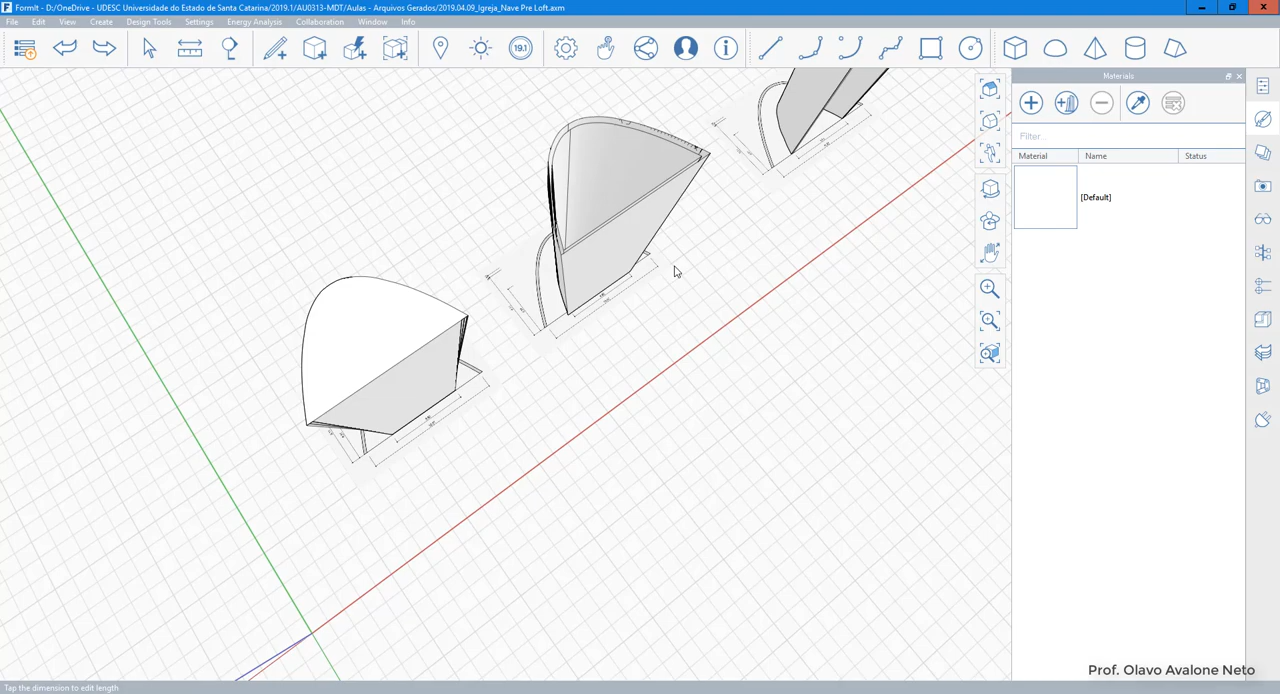 FormIt - D:/OneDrive - UDESC Universidade do Estado de Santa Catarina/2019.1/AU0313-MDT/Aulas - Arquivos Gerados/2019.04.09_Igreja_Nave Pre Loft.axm
File Edit View Create Design Tools Settings Energy Analysis Collaboration Window Info
19.1
Materials
Filter...
Material Name Status
[Default]
Prof. Olavo Avalone Neto
Tap the dimension to edit length